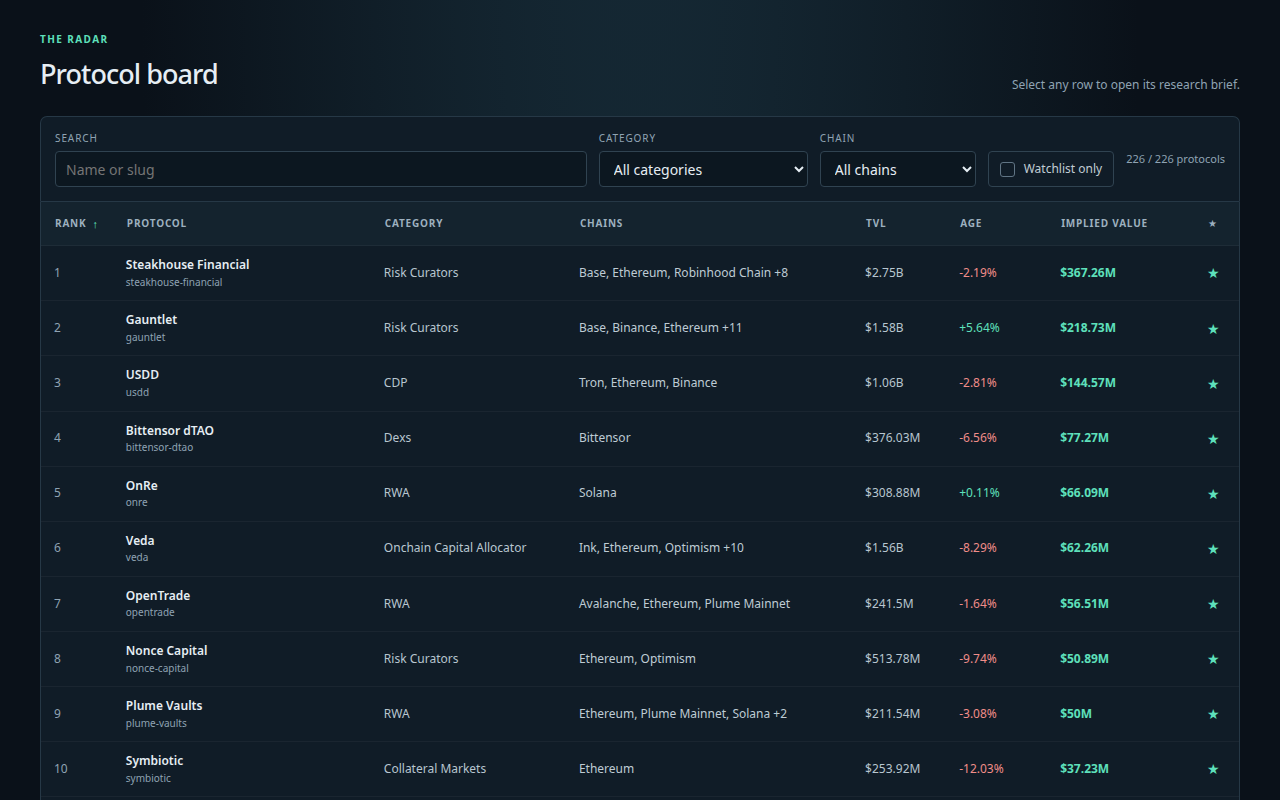 THE RADAR
Protocol board
Select any row to open its research brief.
SEARCH
CATEGORY
CHAIN
Name or slug
All categories
All chains
Watchlist only
226 / 226 protocols
RANK ↑ PROTOCOL CATEGORY CHAINS TVL AGE IMPLIED VALUE ★
1 Steakhouse Financial Risk Curators Base, Ethereum, Robinhood Chain +8 $2.75B -2.19% $367.26M ★
steakhouse-financial
2 Gauntlet Risk Curators Base, Binance, Ethereum +11 $1.58B +5.64% $218.73M ★
gauntlet
3 USDD CDP Tron, Ethereum, Binance $1.06B -2.81% $144.57M ★
usdd
4 Bittensor dTAO Dexs Bittensor $376.03M -6.56% $77.27M ★
bittensor-dtao
5 OnRe RWA Solana $308.88M +0.11% $66.09M ★
onre
6 Veda Onchain Capital Allocator Ink, Ethereum, Optimism +10 $1.56B -8.29% $62.26M ★
veda
7 OpenTrade RWA Avalanche, Ethereum, Plume Mainnet $241.5M -1.64% $56.51M ★
opentrade
8 Nonce Capital Risk Curators Ethereum, Optimism $513.78M -9.74% $50.89M ★
nonce-capital
9 Plume Vaults RWA Ethereum, Plume Mainnet, Solana +2 $211.54M -3.08% $50M ★
plume-vaults
10 Symbiotic Collateral Markets Ethereum $253.92M -12.03% $37.23M ★
symbiotic